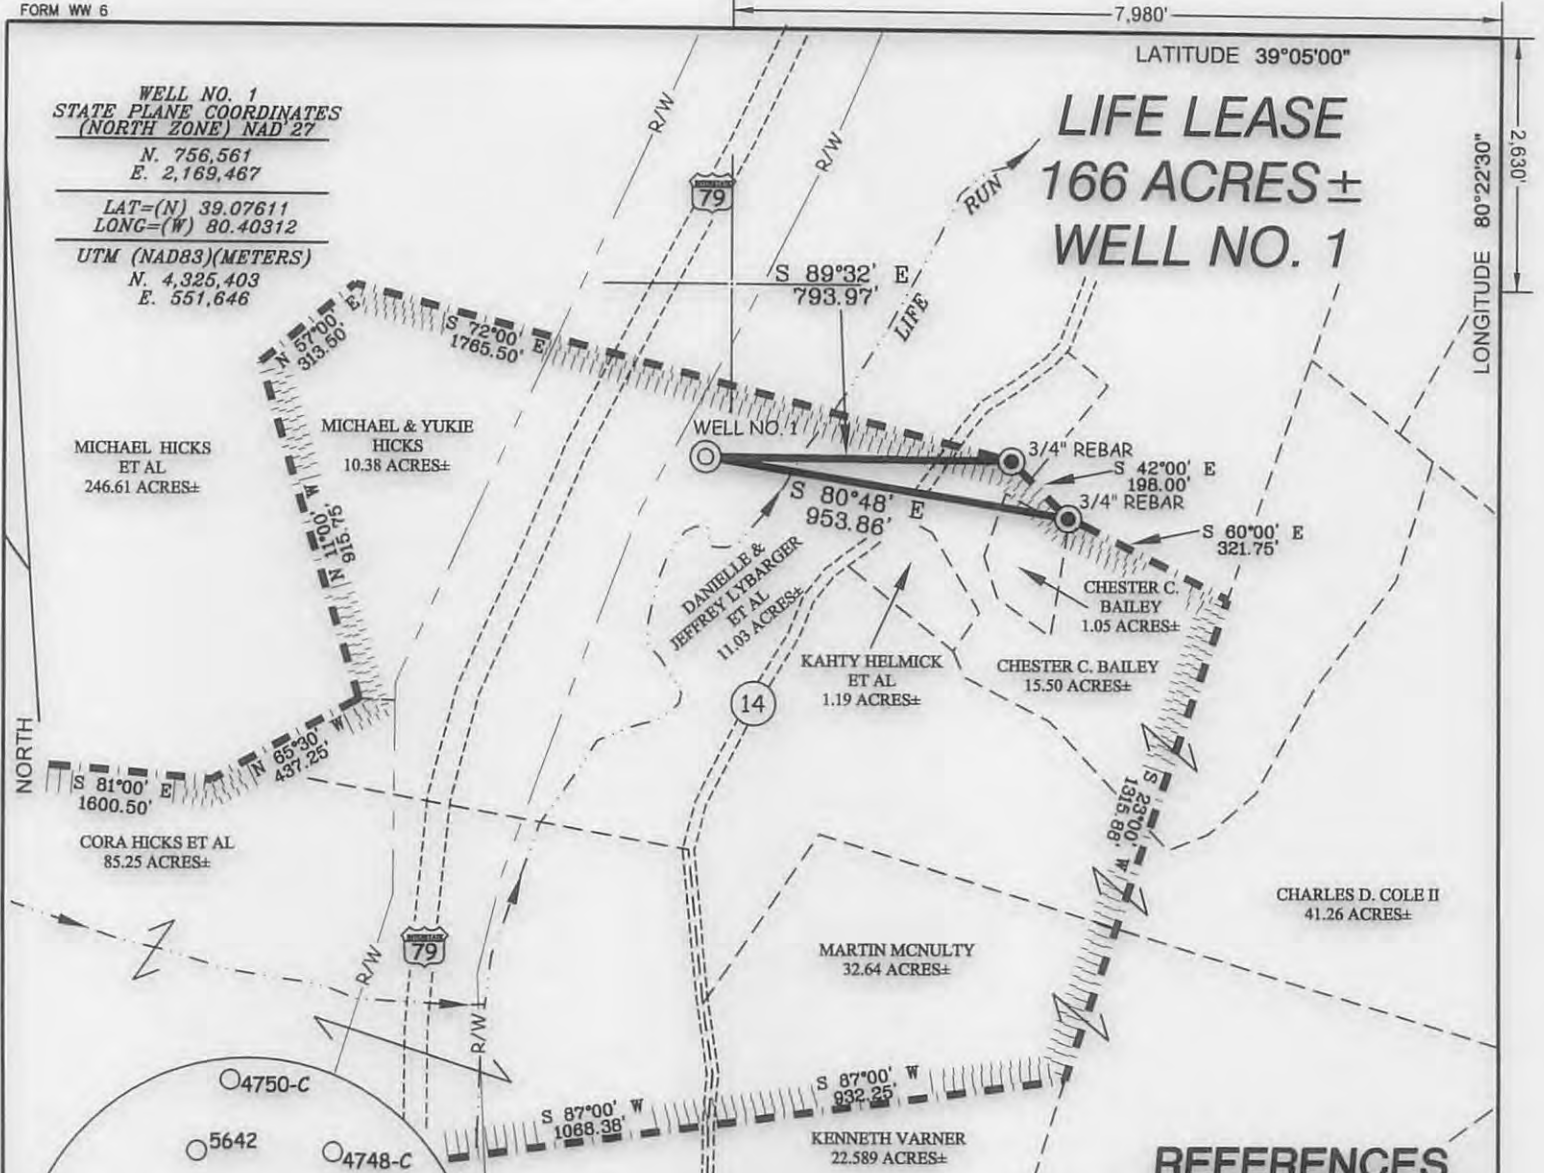 FORM WW 6
7,980'
LATITUDE 39°05'00"
WELL NO. 1
STATE PLANE COORDINATES
(NORTH ZONE) NAD'27
N. 756,561
E. 2,169,467
LAT=(N) 39.07611
LONG=(W) 80.40312
UTM (NAD83)(METERS)
N. 4,325,403
E. 551,646
LIFE LEASE
166 ACRES±
WELL NO. 1
2,630'
LONGITUDE 80°22'30"
R/W
R/W
79
LIFE RUN
S 89°32' E
793.97'
N 57°00' E
313.50'
S 72°00' E
1765.50'
MICHAEL HICKS
ET AL
246.61 ACRES±
MICHAEL & YUKIE
HICKS
10.38 ACRES±
WELL NO. 1
3/4" REBAR
S 42°00' E
198.00'
3/4" REBAR
S 80°48' E
953.86'
S 60°00' E
321.75'
N 11°00' W
915.75'
DANIELLE &
JEFFREY LYBARGER
ET AL
11.03 ACRES±
CHESTER C.
BAILEY
1.05 ACRES±
KAHTY HELMICK
ET AL
1.19 ACRES±
CHESTER C. BAILEY
15.50 ACRES±
14
NORTH
N 65°30' W
437.25'
S 81°00' E
1600.50'
CORA HICKS ET AL
85.25 ACRES±
S 23°00' W
1315.88'
CHARLES D. COLE II
41.26 ACRES±
MOUNTAIN
79
R/W
MARTIN MCNULTY
32.64 ACRES±
R/W
4750-C
5642
4748-C
S 87°00' W
1068.38'
S 87°00' W
932.25'
KENNETH VARNER
22.589 ACRES±
REFERENCES